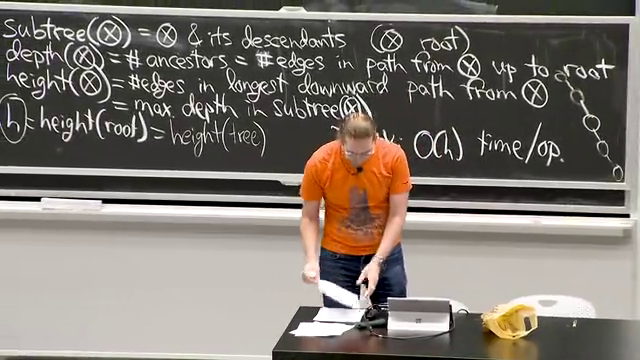 subtree(Ⓧ) = Ⓧ & its descendants (Ⓧ root)
depth(Ⓧ) = # ancestors = # edges in path from Ⓧ up to root
height(Ⓧ) = # edges in longest downward path from Ⓧ
= max. depth in subtree(Ⓧ)
ⓗ = height(root) = height(tree)
O(h) time/op.